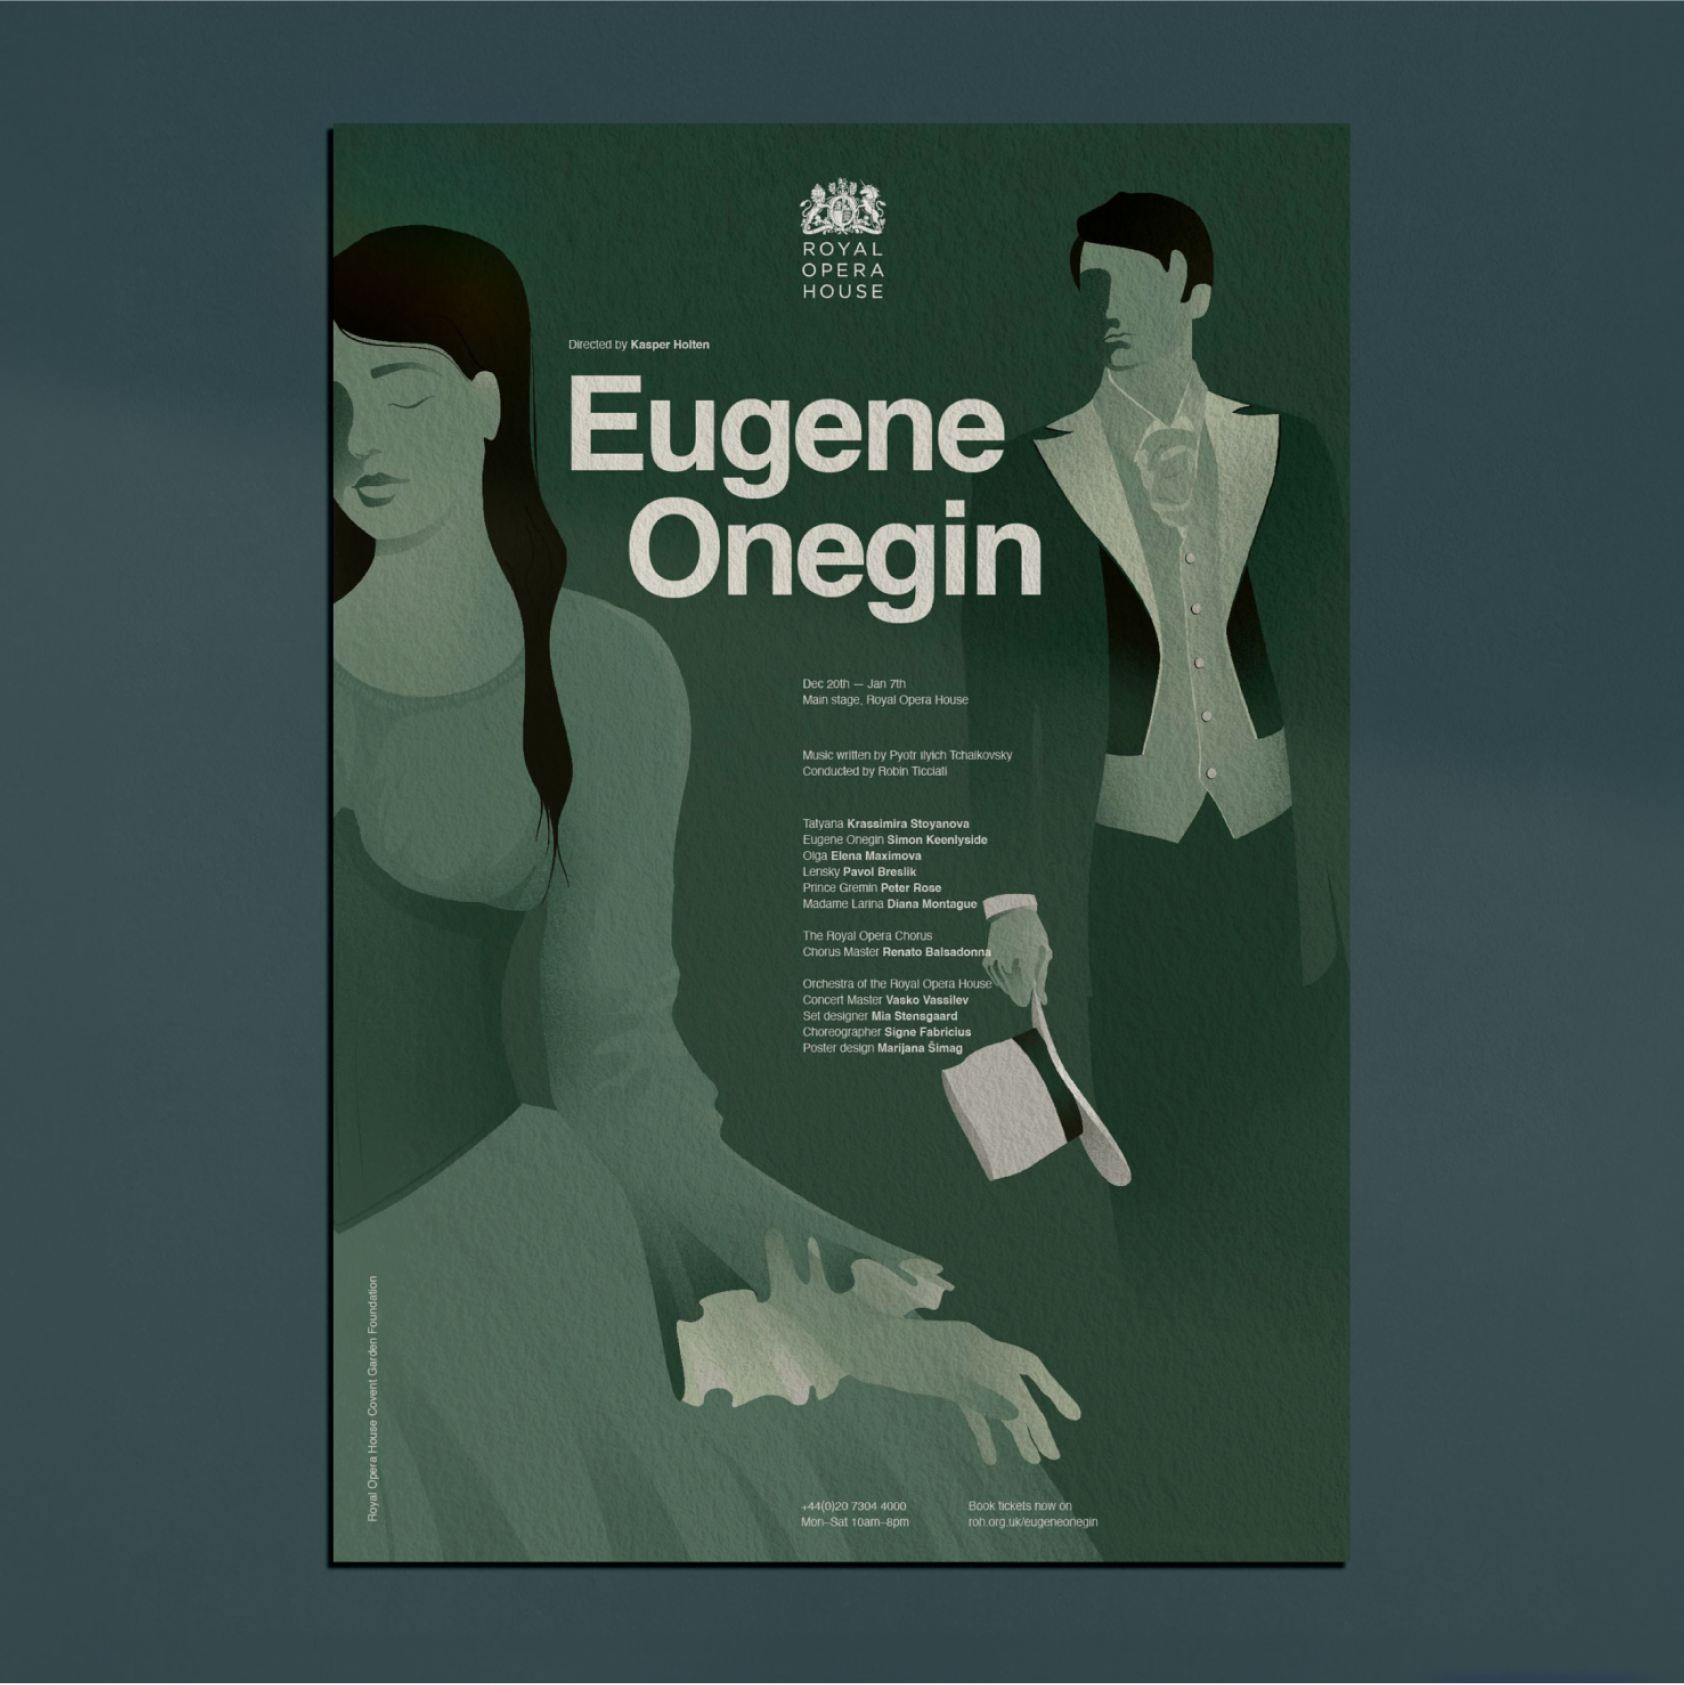 ROYAL
OPERA
HOUSE
Directed by Kasper Holten
Eugene
Onegin
Dec 20th — Jan 7th
Main stage, Royal Opera House
Music written by Pyotr ilyich Tchaikovsky
Conducted by Robin Ticciati
Tatyana Krassimira Stoyanova
Eugene Onegin Simon Keenlyside
Olga Elena Maximova
Lensky Pavol Breslik
Prince Gremin Peter Rose
Madame Larina Diana Montague
The Royal Opera Chorus
Chorus Master Renato Balsadonna
Orchestra of the Royal Opera House
Concert Master Vasko Vassilev
Set designer Mia Stensgaard
Choreographer Signe Fabricius
Poster design Marijana Šimag
Royal Opera House Covent Garden Foundation
+44(0)20 7304 4000
Mon–Sat 10am–8pm
Book tickets now on
roh.org.uk/eugeneonegin